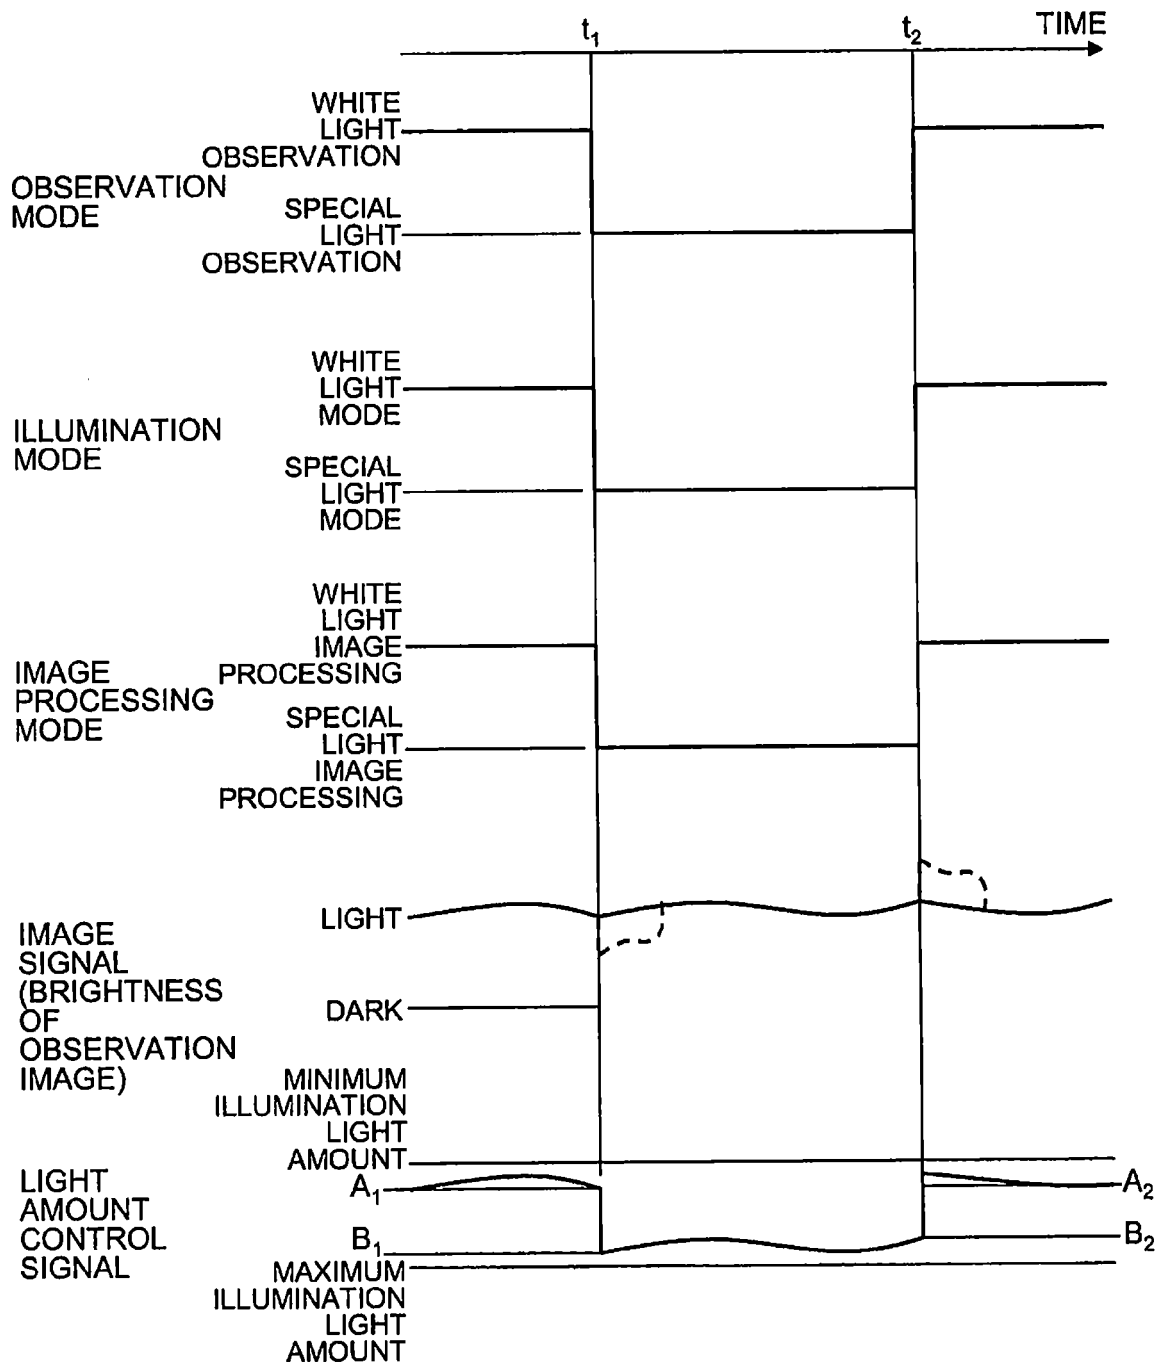 t1
t2
TIME
WHITE
LIGHT
OBSERVATION
OBSERVATION
MODE
SPECIAL
LIGHT
OBSERVATION
WHITE
LIGHT
MODE
ILLUMINATION
MODE
SPECIAL
LIGHT
MODE
WHITE
LIGHT
IMAGE
PROCESSING
IMAGE
PROCESSING
MODE
SPECIAL
LIGHT
IMAGE
PROCESSING
LIGHT
IMAGE
SIGNAL
(BRIGHTNESS
OF
OBSERVATION
IMAGE)
DARK
MINIMUM
ILLUMINATION
LIGHT
AMOUNT
LIGHT
AMOUNT
CONTROL
SIGNAL
A1
A2
B1
B2
MAXIMUM
ILLUMINATION
LIGHT
AMOUNT